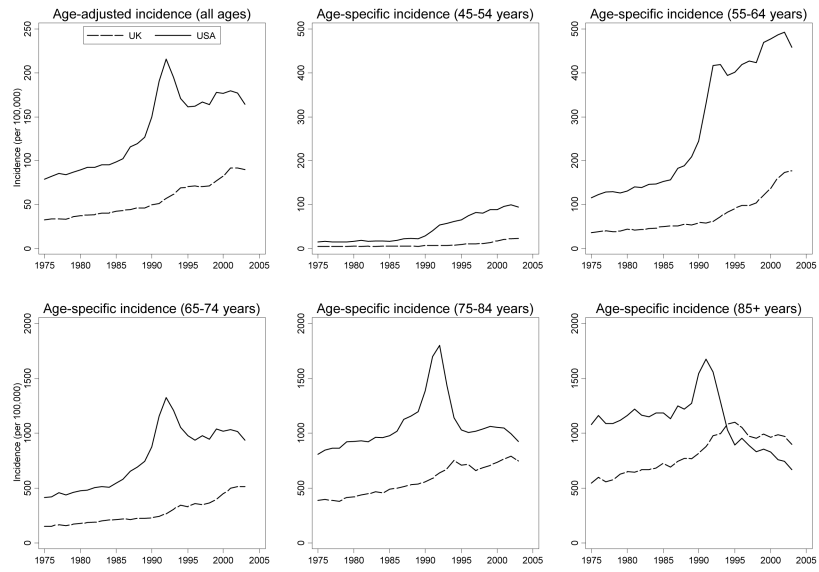 Age-adjusted incidence (all ages)
Incidence (per 100,000)
0 50 100 150 200 250
UK USA
1975 1980 1985 1990 1995 2000 2005
Age-specific incidence (45-54 years)
0 100 200 300 400 500
1975 1980 1985 1990 1995 2000 2005
Age-specific incidence (55-64 years)
0 100 200 300 400 500
1975 1980 1985 1990 1995 2000 2005
Age-specific incidence (65-74 years)
Incidence (per 100,000)
0 500 1000 1500 2000
1975 1980 1985 1990 1995 2000 2005
Age-specific incidence (75-84 years)
0 500 1000 1500 2000
1975 1980 1985 1990 1995 2000 2005
Age-specific incidence (85+ years)
0 500 1000 1500 2000
1975 1980 1985 1990 1995 2000 2005